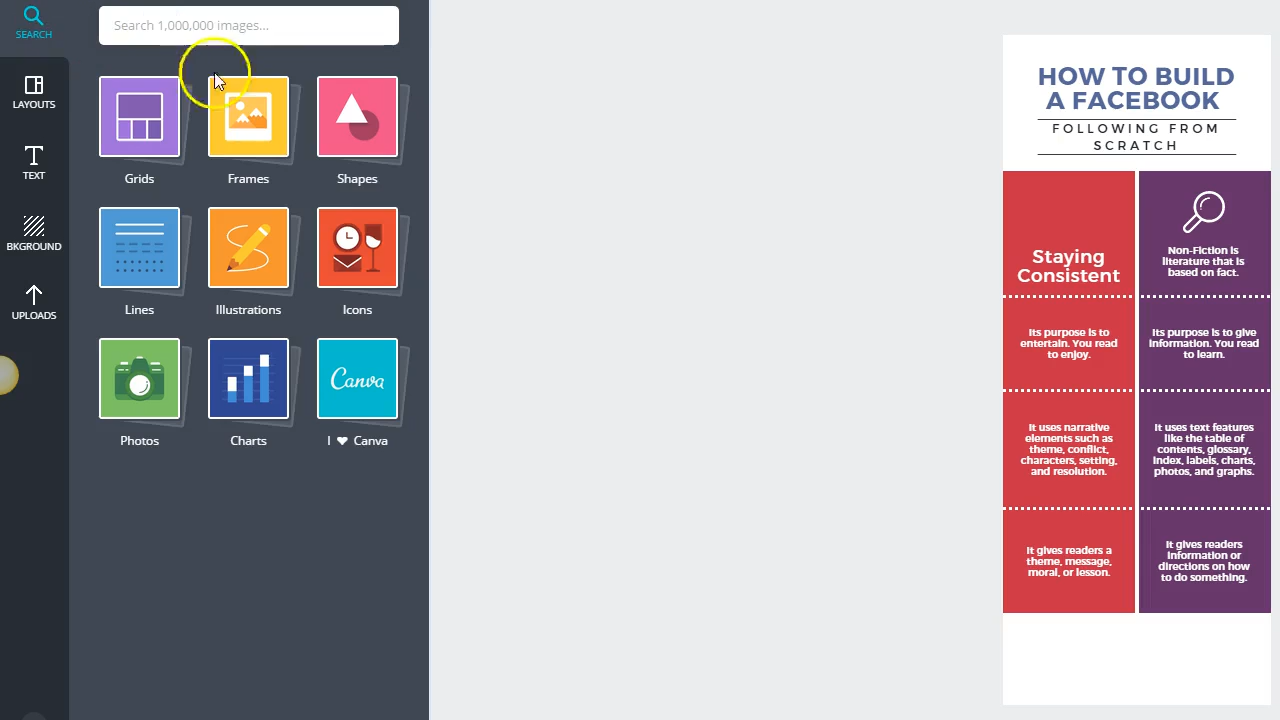 SEARCH
LAYOUTS
TEXT
BKGROUND
UPLOADS
Search 1,000,000 images...
Grids
Frames
Shapes
Lines
Illustrations
Icons
Photos
Charts
Canva
I ❤ Canva
HOW TO BUILD
A FACEBOOK
FOLLOWING FROM
SCRATCH
Staying
Consistent
Non-Fiction is
literature that is
based on fact.
Its purpose is to
entertain. You read
to enjoy.
Its purpose is to give
information. You read
to learn.
It uses narrative
elements such as
theme, conflict,
characters, setting,
and resolution.
It uses text features
like the table of
contents, glossary,
index, labels, charts,
photos, and graphs.
It gives readers a
theme, message,
moral, or lesson.
It gives readers
information or
directions on how
to do something.